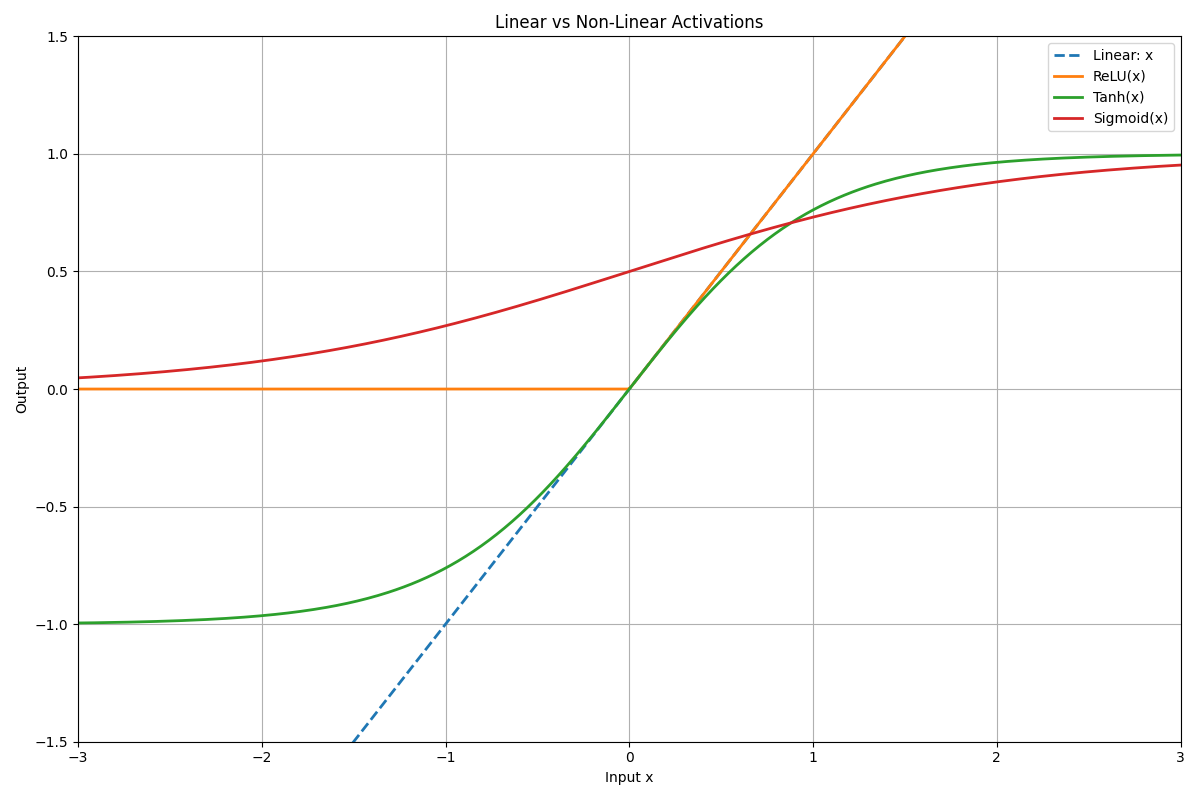 Linear vs Non-Linear Activations
Linear: x
ReLU(x)
Tanh(x)
Sigmoid(x)
1.5
1.0
0.5
0.0
−0.5
−1.0
−1.5
Output
−3
−2
−1
0
1
2
3
Input x